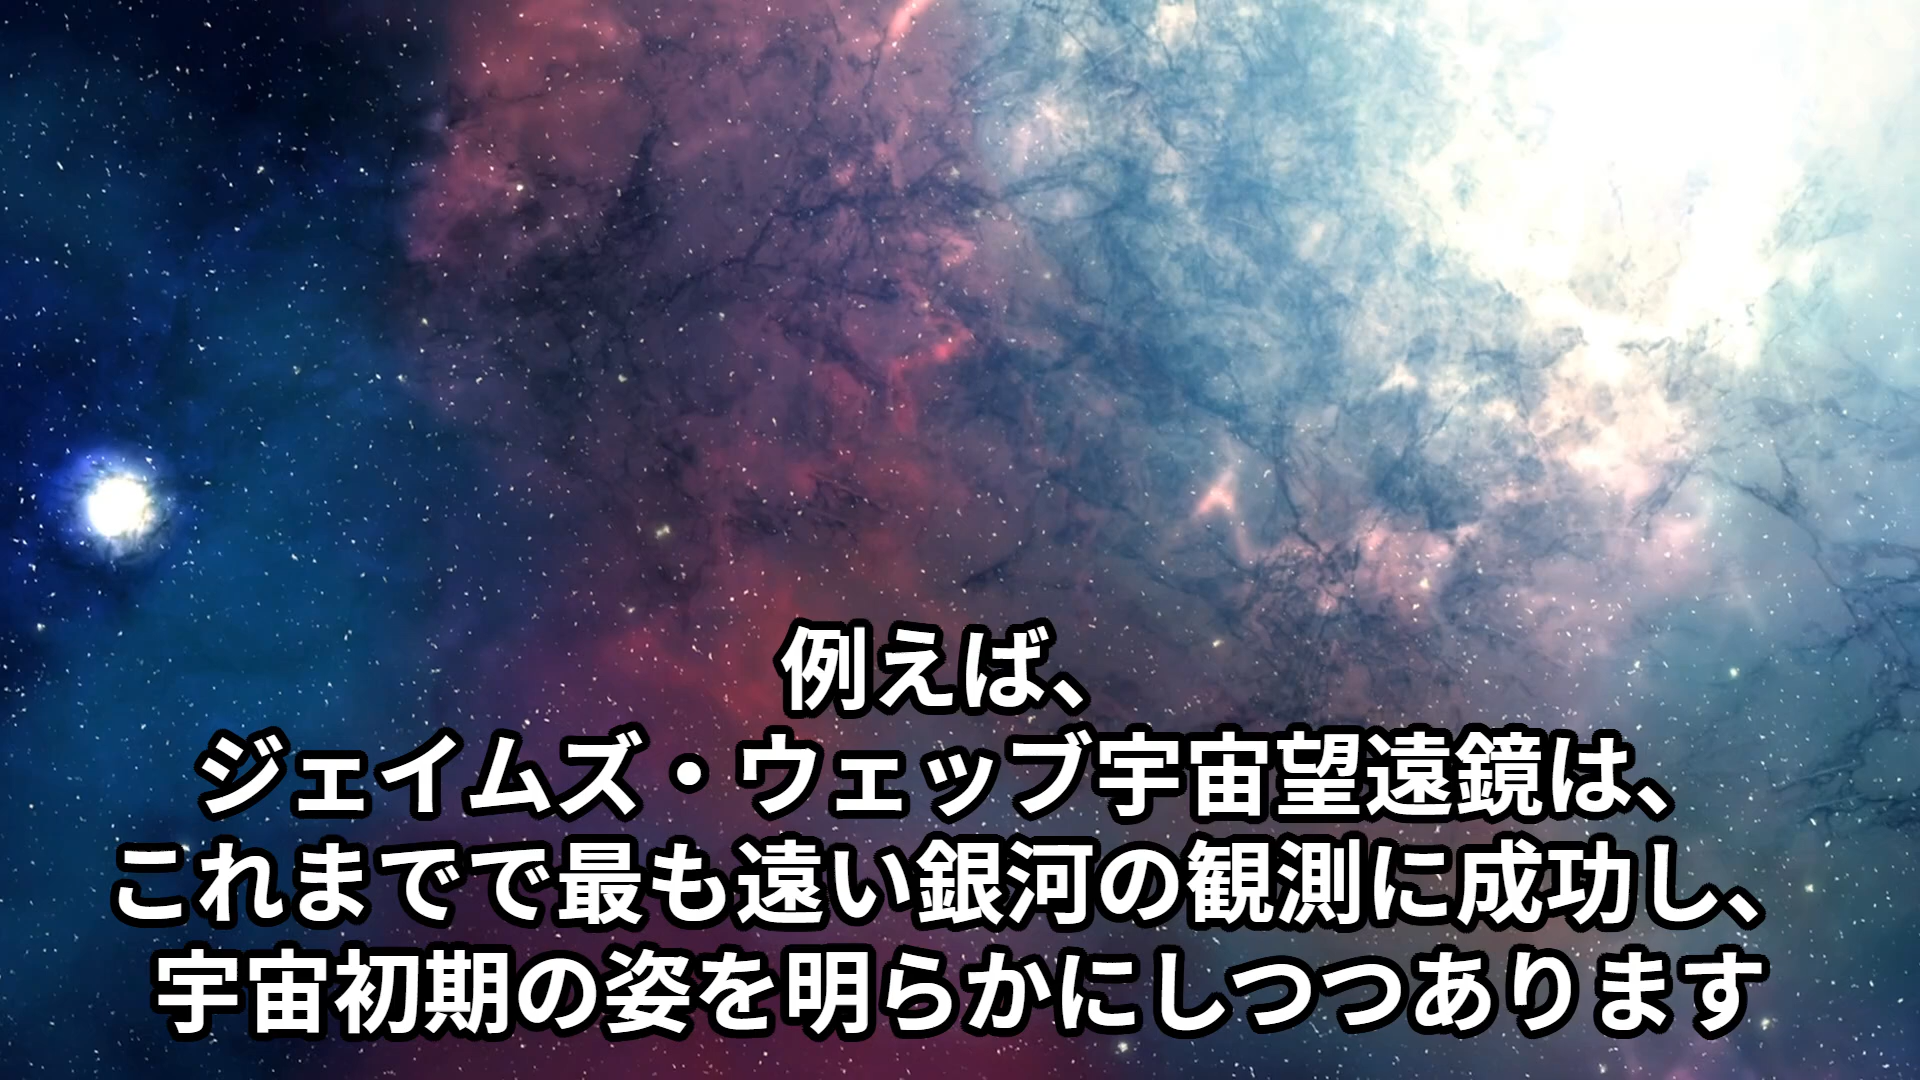 例えば、
ジェイムズ・ウェッブ宇宙望遠鏡は、
これまでで最も遠い銀河の観測に成功し、
宇宙初期の姿を明らかにしつつあります